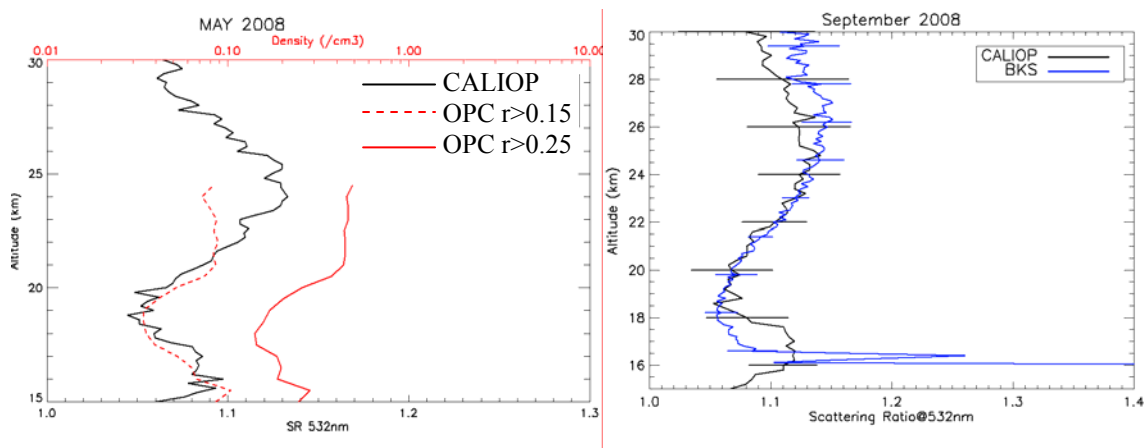 MAY 2008
Density (/cm3)
0.01 0.10 1.00 10.00
30
25
20
15
Altitude (km)
CALIOP
OPC r>0.15
OPC r>0.25
1.0 1.1 1.2 1.3
SR 532nm
September 2008
30
28
26
24
22
20
18
16
Altitude (km)
CALIOP
BKS
1.0 1.1 1.2 1.3 1.4
Scattering Ratio@532nm